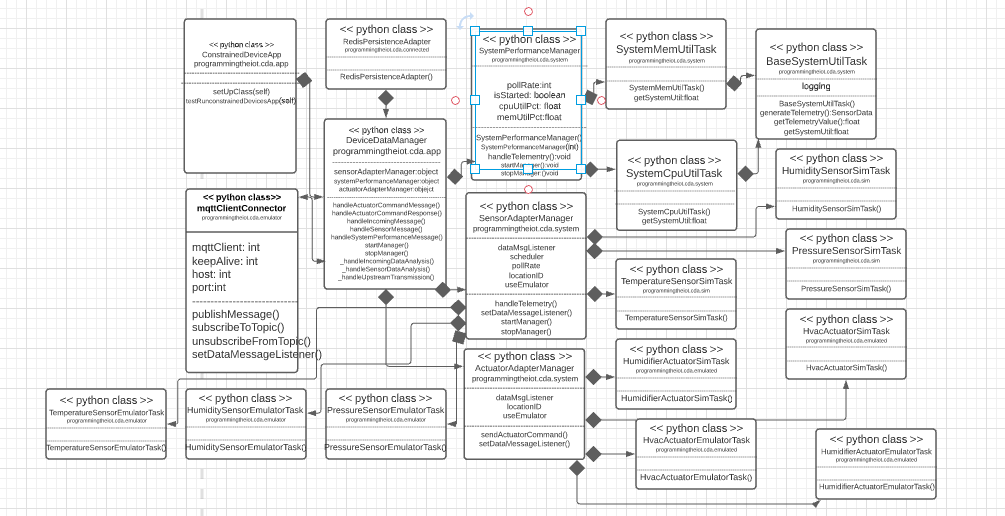 << python class >>
ConstrainedDeviceApp
programmingtheiot.cda.app
setUpClass(self)
testRunconstrainedDevicesApp(self)
<< python class >>
RedisPersistenceAdapter
programmingtheiot.cda.connected
RedisPersistenceAdapter()
<< python class >>
SystemPerformanceManager
programmingtheiot.cda.system
pollRate:int
isStarted: boolean
cpuUtilPct: float
memUtilPct:float
SystemPerformanceManager()
SystemPerformanceManager(int)
handleTelementry():void
startManager():void
stopManager():void
<< python class >>
SystemMemUtilTask
programmingtheiot.cda.system
SystemMemUtilTask()
getSystemUtil:float
<< python class >>
BaseSystemUtilTask
programmingtheiot.cda.system
logging
BaseSystemUtilTask()
generateTelemetry():SensorData
getTelemetryValue():float
getSystemUtil:float
<< python class >>
DeviceDataManager
programmingtheiot.cda.app
sensorAdapterManager:object
systemPerformanceManager:object
actuatorAdapterManager:object
handleActuatorCommandMessage()
handleActuatorCommandResponse()
handleIncomingMessage()
handleSensorMessage()
handleSystemPerformanceMessage()
startManager()
stopManager()
_handleIncomingDataAnalysis()
_handleSensorDataAnalysis()
_handleUpstreamTransmission()
<< python class >>
SystemCpuUtilTask
programmingtheiot.cda.system
SystemCpuUtilTask()
getSystemUtil:float
<< python class >>
HumiditySensorSimTask
programmingtheiot.cda.sim
HumiditySensorSimTask()
<< python class>>
mqttClientConnector
programmingtheiot.cda.emulator
mqttClient: int
keepAlive: int
host: int
port:int
publishMessage()
subscribeToTopic()
unsubscribeFromTopic()
setDataMessageListener()
<< python class >>
SensorAdapterManager
programmingtheiot.cda.system
dataMsgListener
scheduler
pollRate
locationID
useEmulator
handleTelemetry()
setDataMessageListener()
startManager()
stopManager()
<< python class >>
PressureSensorSimTask
programmingtheiot.cda.sim
PressureSensorSimTask()
<< python class >>
TemperatureSensorSimTask
programmingtheiot.cda.sim
TemperatureSensorSimTask()
<< python class >>
HvacActuatorSimTask
programmingtheiot.cda.emulated
HvacActuatorSimTask()
<< python class >>
HumidifierActuatorSimTask
programmingtheiot.cda.emulated
HumidifierActuatorSimTask()
<< python class >>
ActuatorAdapterManager
programmingtheiot.cda.system
dataMsgListener
locationID
useEmulator
sendActuatorCommand()
setDataMessageListener()
<< python class >>
TemperatureSensorEmulatorTask
programmingtheiot.cda.emulator
TemperatureSensorEmulatorTask()
<< python class >>
HumiditySensorEmulatorTask
programmingtheiot.cda.emulator
HumiditySensorEmulatorTask()
<< python class >>
PressureSensorEmulatorTask
programmingtheiot.cda.emulator
PressureSensorEmulatorTask()
<< python class >>
HvacActuatorEmulatorTask
programmingtheiot.cda.emulated
HvacActuatorEmulatorTask()
<< python class >>
HumidifierActuatorEmulatorTask
programmingtheiot.cda.emulated
HumidifierActuatorEmulatorTask()